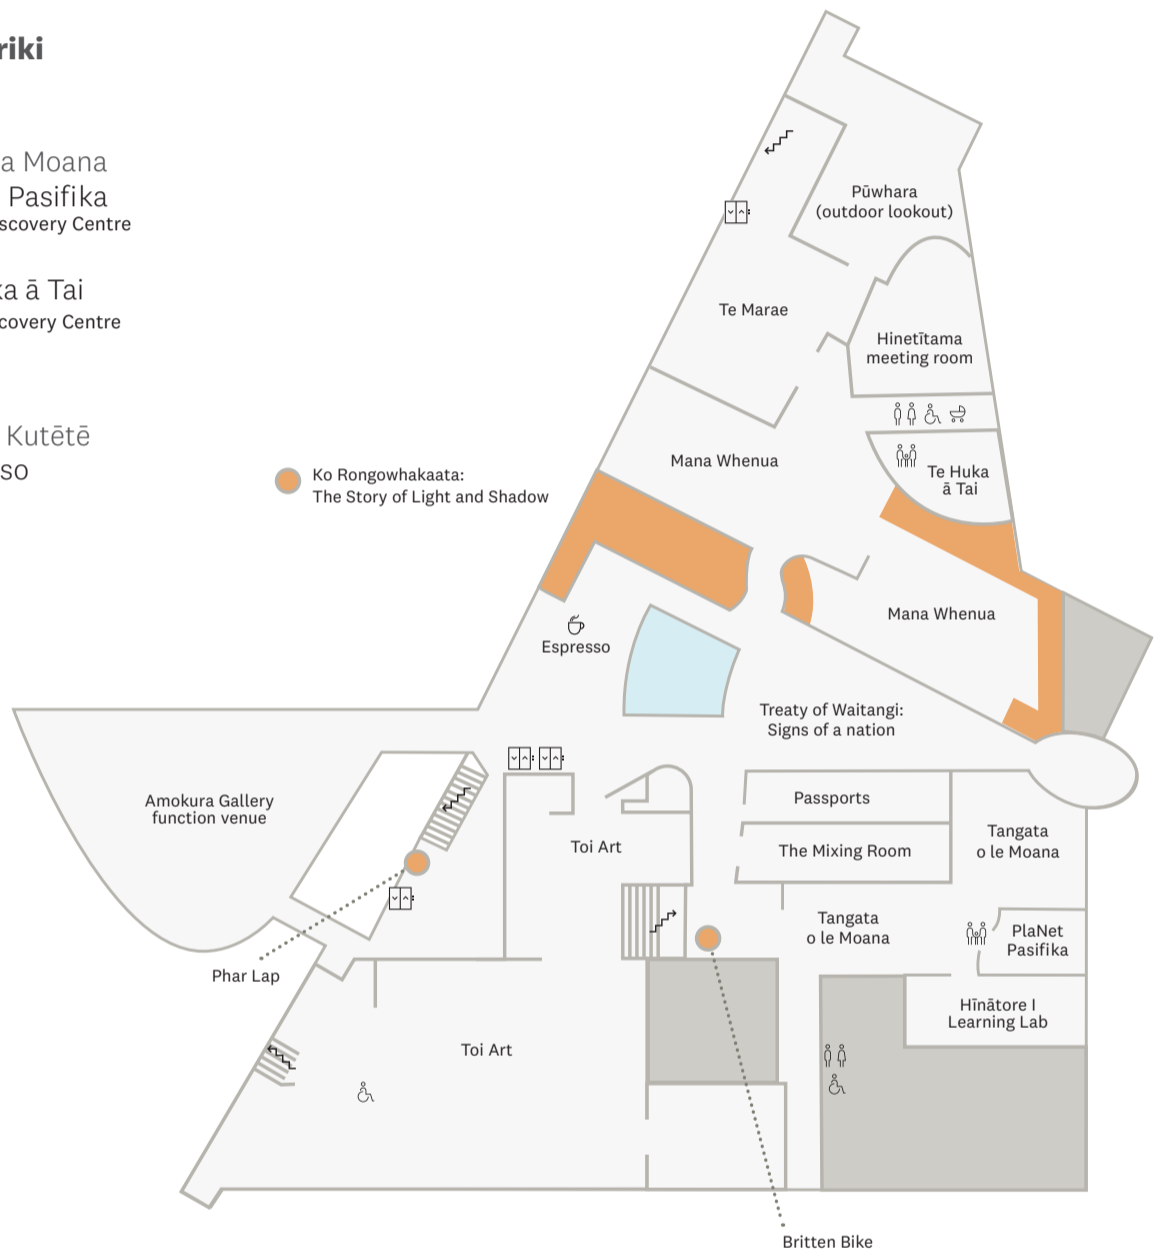 riki
a Moana
Pasifika
scovery Centre
ka ā Tai
covery Centre
Kutētē
so
Ko Rongowhakaata:
The Story of Light and Shadow
Pūwhara
(outdoor lookout)
Te Marae
Hinetītama
meeting room
Mana Whenua
Te Huka
ā Tai
Mana Whenua
Espresso
Treaty of Waitangi:
Signs of a nation
Amokura Gallery
function venue
Passports
Toi Art
The Mixing Room
Tangata
o le Moana
Tangata
o le Moana
PlaNet
Pasifika
Phar Lap
Hīnātore I
Learning Lab
Toi Art
Britten Bike